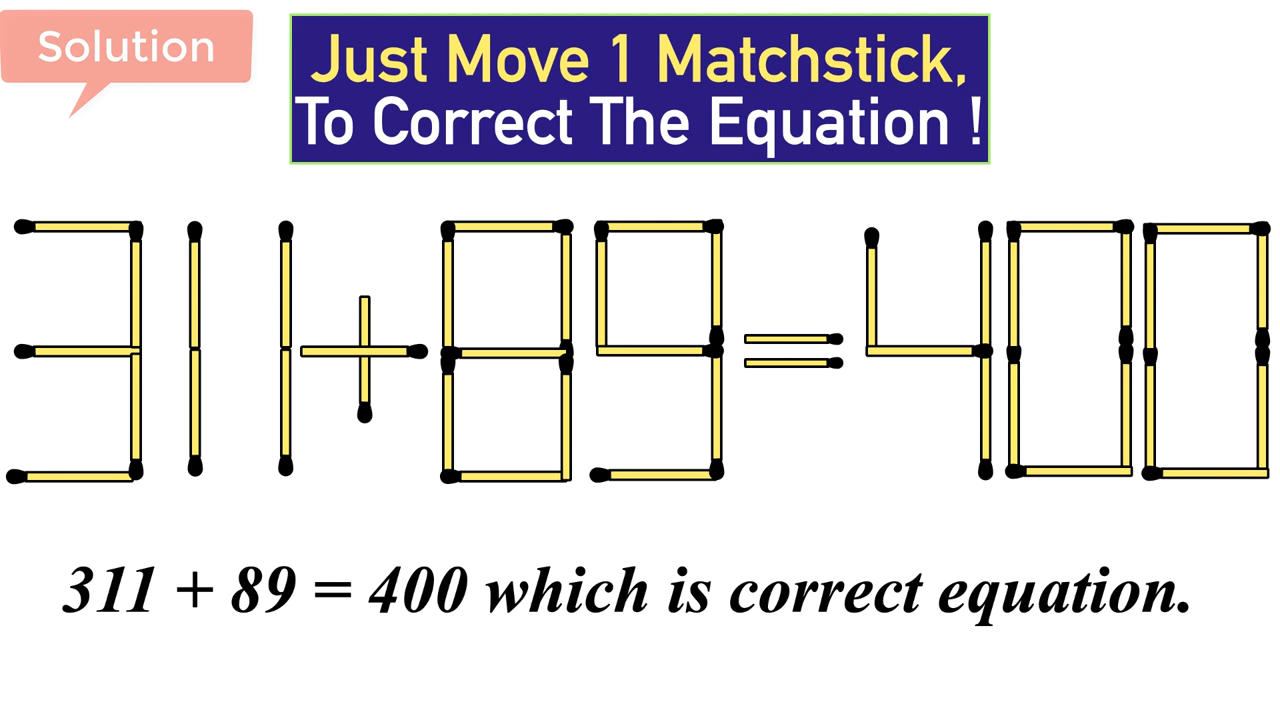 Solution
Just Move 1 Matchstick,
To Correct The Equation !
311+89=400
311 + 89 = 400 which is correct equation.